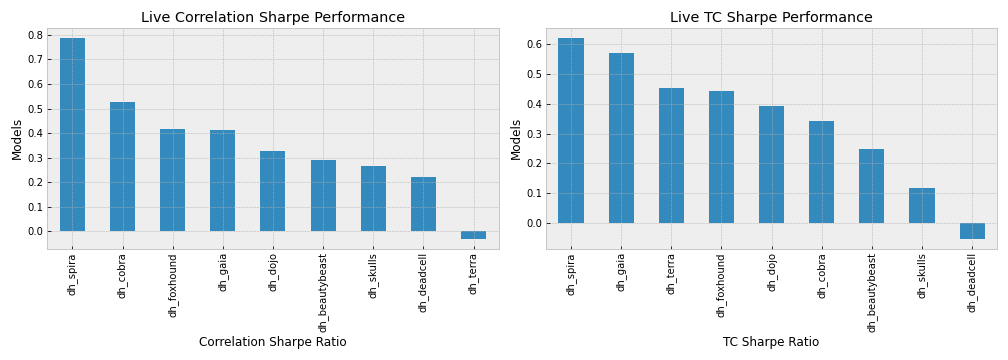 Live Correlation Sharpe Performance
Models
0.8
0.7
0.6
0.5
0.4
0.3
0.2
0.1
0.0
dh_spira
dh_cobra
dh_foxhound
dh_gaia
dh_dojo
dh_beautybeast
dh_skulls
dh_deadcell
dh_terra
Correlation Sharpe Ratio
Live TC Sharpe Performance
Models
0.6
0.5
0.4
0.3
0.2
0.1
0.0
dh_spira
dh_gaia
dh_terra
dh_foxhound
dh_dojo
dh_cobra
dh_beautybeast
dh_skulls
dh_deadcell
TC Sharpe Ratio